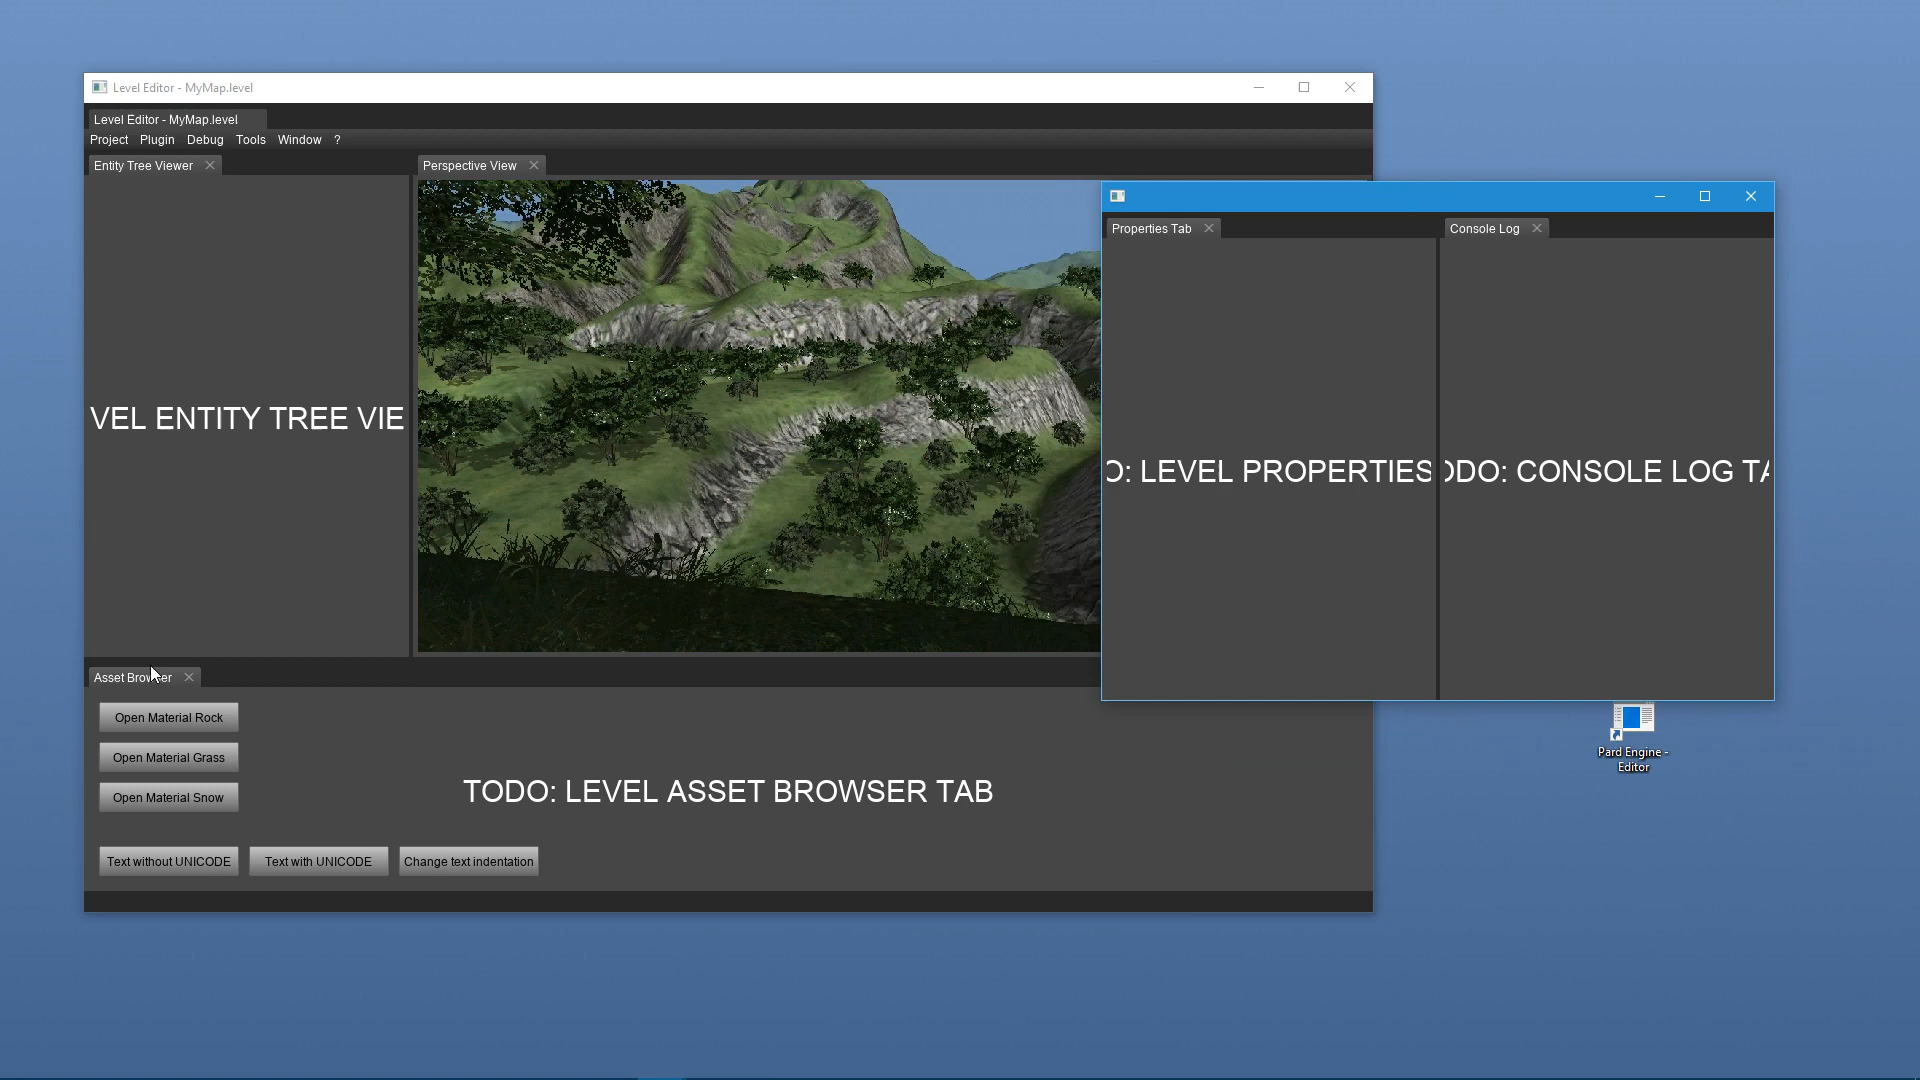 Level Editor - MyMap.level
Level Editor - MyMap.level
Project Plugin Debug Tools Window ?
Entity Tree Viewer
Perspective View
VEL ENTITY TREE VIE
Properties Tab
Console Log
O: LEVEL PROPERTIES
ODO: CONSOLE LOG TA
Asset Browser
Open Material Rock
Open Material Grass
Open Material Snow
TODO: LEVEL ASSET BROWSER TAB
Text without UNICODE
Text with UNICODE
Change text indentation
Pard Engine -
Editor